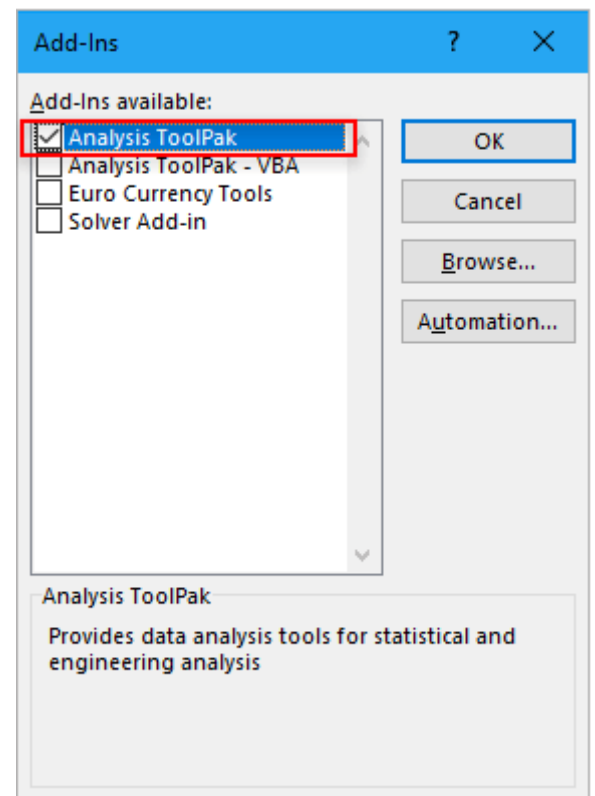 Add-Ins ?
Add-Ins available:
Analysis ToolPak
Analysis ToolPak - VBA
Euro Currency Tools
Solver Add-in
OK
Cancel
Browse...
Automation...
Analysis ToolPak
Provides data analysis tools for statistical and
engineering analysis